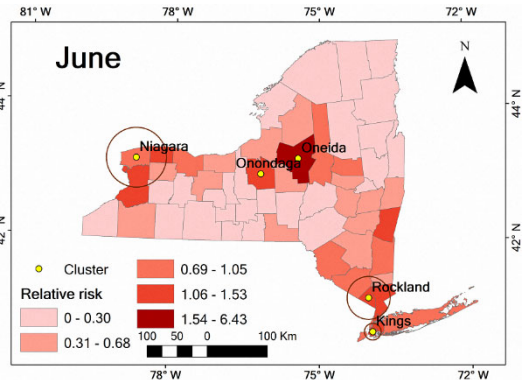 81° W 78° W 75° W 72° W
June
N
44° N 44° N
Niagara
Oneida
Onondaga
42° N 42° N
Rockland
Kings
Cluster
Relative risk
0 - 0.30
0.31 - 0.68
0.69 - 1.05
1.06 - 1.53
1.54 - 6.43
100 50 0 100 Km
78° W 75° W 72° W